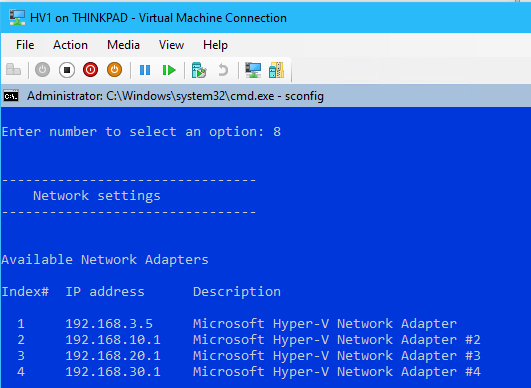 HV1 on THINKPAD - Virtual Machine Connection
File Action Media View Help
C:\. Administrator: C:\Windows\system32\cmd.exe - sconfig
Enter number to select an option: 8
--------------------------------
Network settings
--------------------------------
Available Network Adapters
Index# IP address Description
1 192.168.3.5 Microsoft Hyper-V Network Adapter
2 192.168.10.1 Microsoft Hyper-V Network Adapter #2
3 192.168.20.1 Microsoft Hyper-V Network Adapter #3
4 192.168.30.1 Microsoft Hyper-V Network Adapter #4